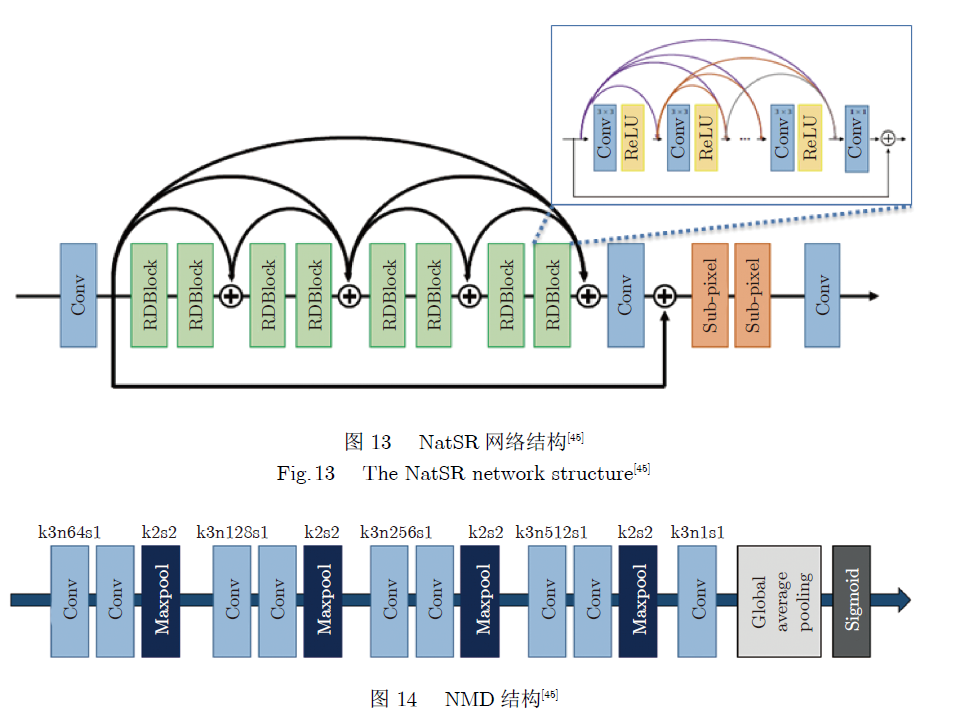 3 × 3
Conv
ReLU
3 × 3
Conv
ReLU
...
3 × 3
Conv
ReLU
1 × 1
Conv
Conv
RDBlock
RDBlock
RDBlock
RDBlock
RDBlock
RDBlock
RDBlock
RDBlock
Conv
Sub-pixel
Sub-pixel
Conv
图 13 NatSR 网络结构[45]
Fig. 13 The NatSR network structure[45]
k3n64s1 k2s2 k3n128s1 k2s2 k3n256s1 k2s2 k3n512s1 k2s2 k3n1s1
Conv
Conv
Maxpool
Conv
Conv
Maxpool
Conv
Conv
Maxpool
Conv
Conv
Maxpool
Conv
Global
average
pooling
Sigmoid
图 14 NMD 结构[45]